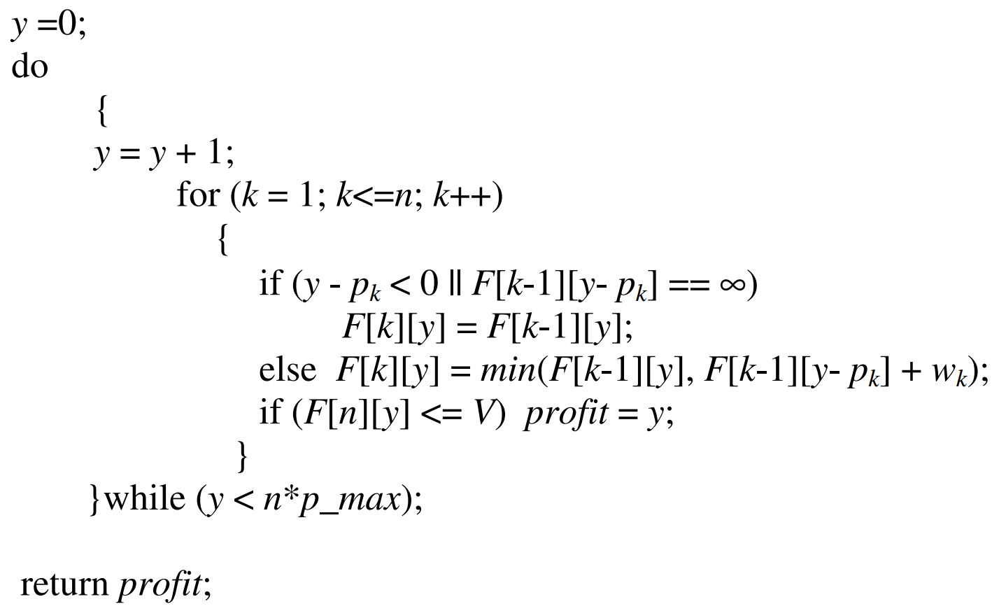 y =0;
do
{
y = y + 1;
for (k = 1; k<=n; k++)
{
if (y - pₖ < 0 || F[k-1][y- pₖ] == ∞)
F[k][y] = F[k-1][y];
else F[k][y] = min(F[k-1][y], F[k-1][y- pₖ] + wₖ);
if (F[n][y] <= V) profit = y;
}
}while (y < n*p_max);
return profit;